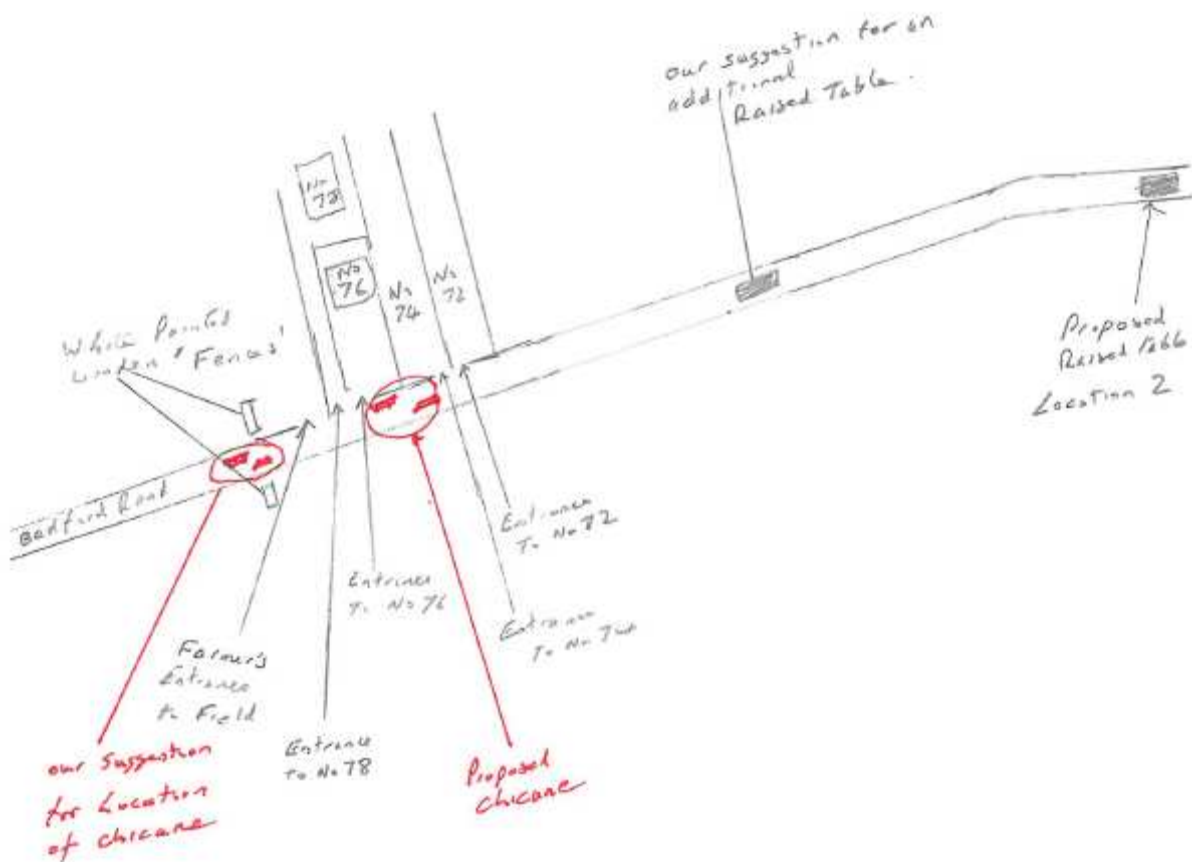 our suggestion for an
additional
Raised Table.
No
78
No
76
No
74
No
72
White Painted
"Fences"
Bedford Road
Proposed
Raised Table
Location 2
Entrance
To No 72
Entrance
To No 76
Entrance
To No 74
Farmer's
Entrance
to Field
Entrance
To No 78
our suggestion
for Location
of chicane
Proposed
chicane